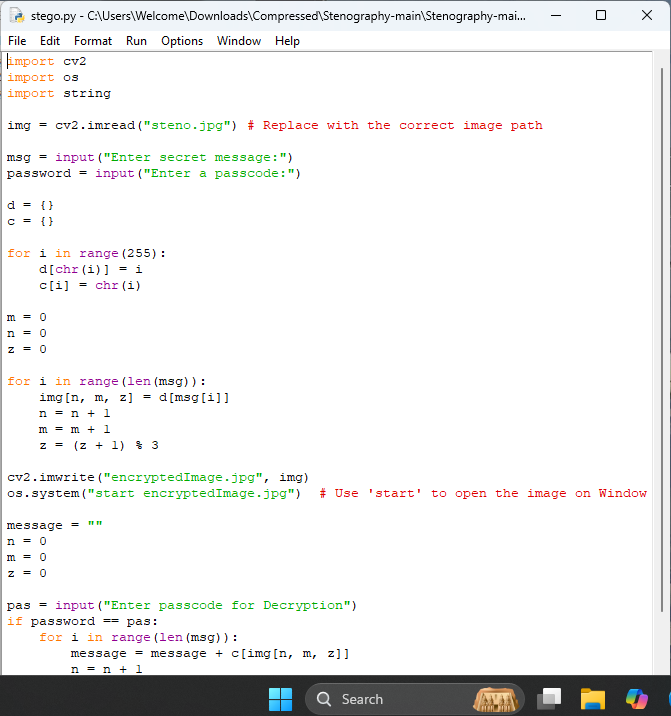 stego.py - C:\Users\Welcome\Downloads\Compressed\Stenography-main\Stenography-mai...
File Edit Format Run Options Window Help
import cv2
import os
import string
img = cv2.imread("steno.jpg") # Replace with the correct image path
msg = input("Enter secret message:")
password = input("Enter a passcode:")
d = {}
c = {}
for i in range(255):
    d[chr(i)] = i
    c[i] = chr(i)
m = 0
n = 0
z = 0
for i in range(len(msg)):
    img[n, m, z] = d[msg[i]]
    n = n + 1
    m = m + 1
    z = (z + 1) % 3
cv2.imwrite("encryptedImage.jpg", img)
os.system("start encryptedImage.jpg")  # Use 'start' to open the image on Window
message = ""
n = 0
m = 0
z = 0
pas = input("Enter passcode for Decryption")
if password == pas:
    for i in range(len(msg)):
        message = message + c[img[n, m, z]]
        n = n + 1
Search